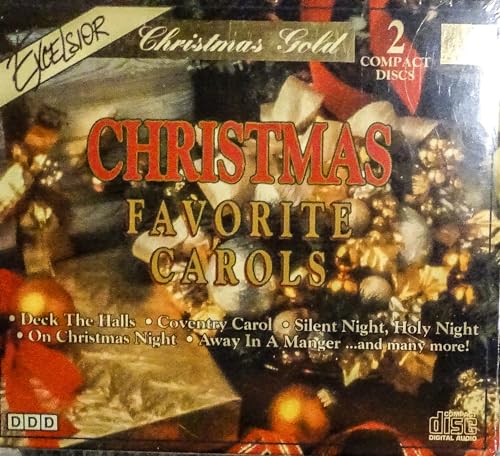 EXCELSIOR
Christmas Gold
2
COMPACT
DISCS
CHRISTMAS
FAVORITE
CAROLS
• Deck The Halls • Coventry Carol • Silent Night, Holy Night
• On Christmas Night • Away In A Manger ...and many more!
DDD
COMPACT
disc
DIGITAL AUDIO